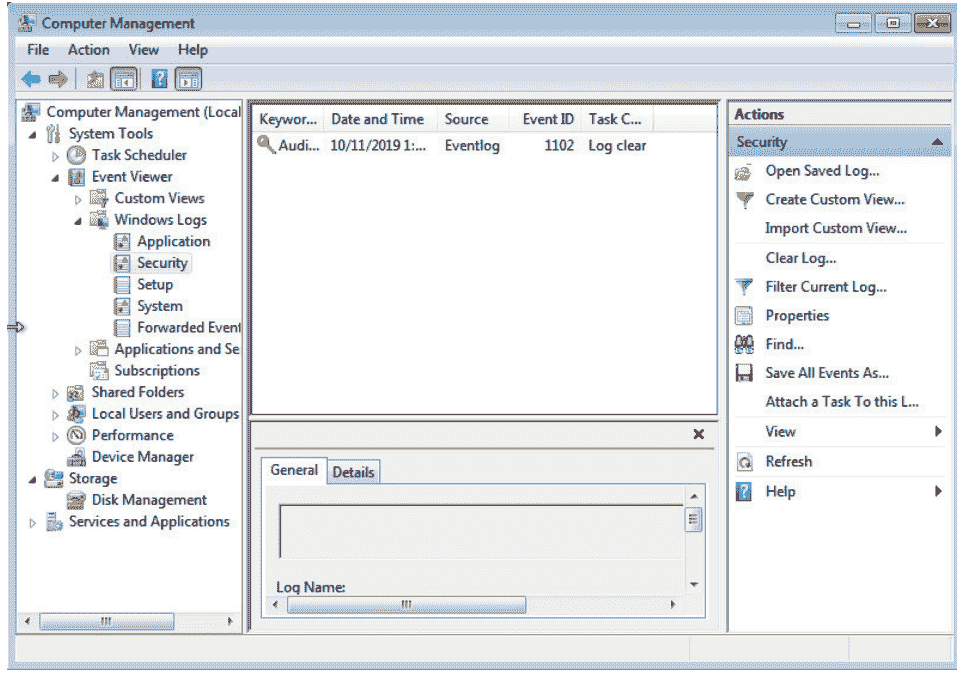 Computer Management
File Action View Help
Computer Management (Local
System Tools
Task Scheduler
Event Viewer
Custom Views
Windows Logs
Application
Security
Setup
System
Forwarded Event
Applications and Se
Subscriptions
Shared Folders
Local Users and Groups
Performance
Device Manager
Storage
Disk Management
Services and Applications
Keywor... Date and Time Source Event ID Task C...
Audi... 10/11/2019 1:... Eventlog 1102 Log clear
General Details
Log Name:
Actions
Security
Open Saved Log...
Create Custom View...
Import Custom View...
Clear Log...
Filter Current Log...
Properties
Find...
Save All Events As...
Attach a Task To this L...
View
Refresh
Help